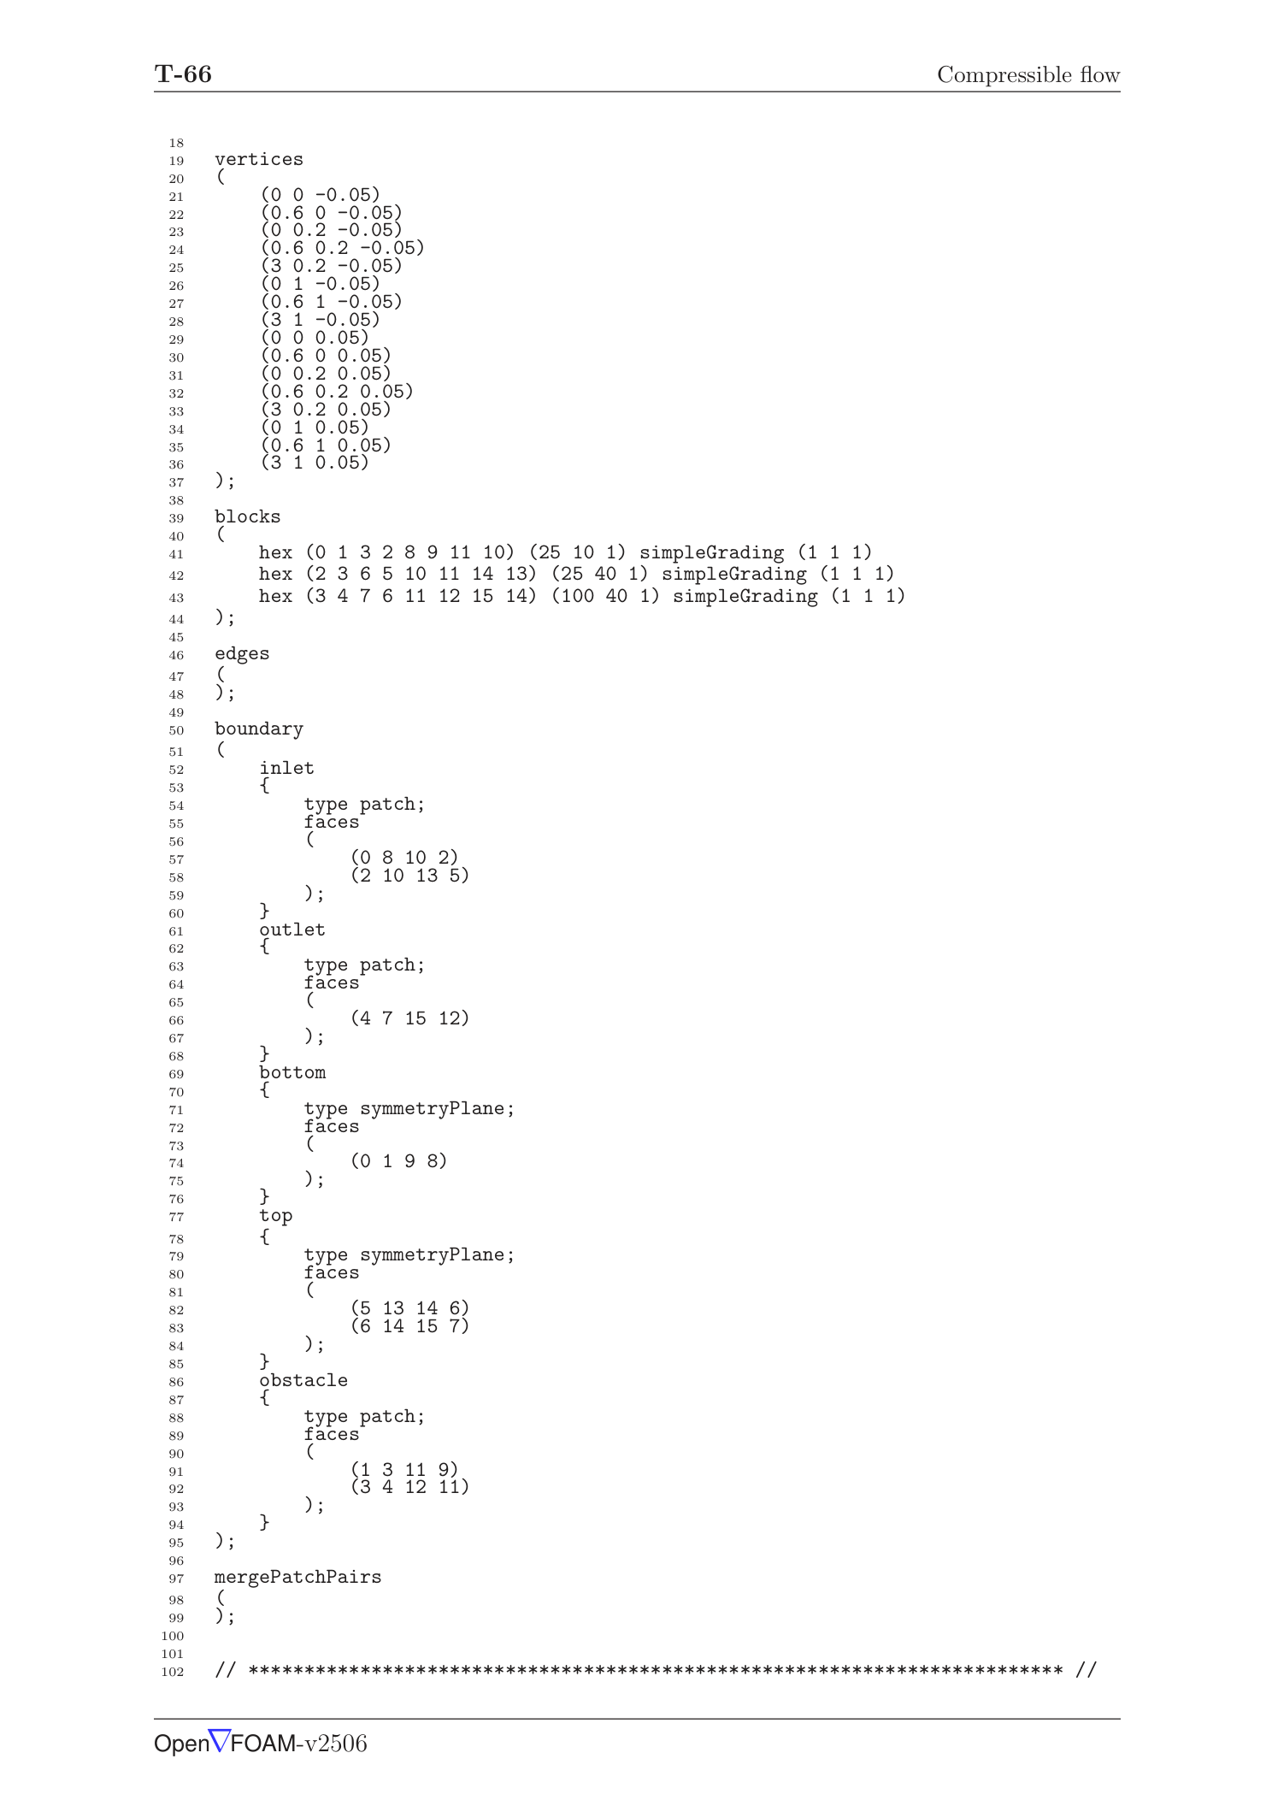 T-66 Compressible flow
18
19 vertices
20 (
21 (0 0 -0.05)
22 (0.6 0 -0.05)
23 (0 0.2 -0.05)
24 (0.6 0.2 -0.05)
25 (3 0.2 -0.05)
26 (0 1 -0.05)
27 (0.6 1 -0.05)
28 (3 1 -0.05)
29 (0 0 0.05)
30 (0.6 0 0.05)
31 (0 0.2 0.05)
32 (0.6 0.2 0.05)
33 (3 0.2 0.05)
34 (0 1 0.05)
35 (0.6 1 0.05)
36 (3 1 0.05)
37 );
38
39 blocks
40 (
41 hex (0 1 3 2 8 9 11 10) (25 10 1) simpleGrading (1 1 1)
42 hex (2 3 6 5 10 11 14 13) (25 40 1) simpleGrading (1 1 1)
43 hex (3 4 7 6 11 12 15 14) (100 40 1) simpleGrading (1 1 1)
44 );
45
46 edges
47 (
48 );
49
50 boundary
51 (
52 inlet
53 {
54 type patch;
55 faces
56 (
57 (0 8 10 2)
58 (2 10 13 5)
59 );
60 }
61 outlet
62 {
63 type patch;
64 faces
65 (
66 (4 7 15 12)
67 );
68 }
69 bottom
70 {
71 type symmetryPlane;
72 faces
73 (
74 (0 1 9 8)
75 );
76 }
77 top
78 {
79 type symmetryPlane;
80 faces
81 (
82 (5 13 14 6)
83 (6 14 15 7)
84 );
85 }
86 obstacle
87 {
88 type patch;
89 faces
90 (
91 (1 3 11 9)
92 (3 4 12 11)
93 );
94 }
95 );
96
97 mergePatchPairs
98 (
99 );
100
101
102 // ************************************************************************* //
Open∇FOAM-v2506